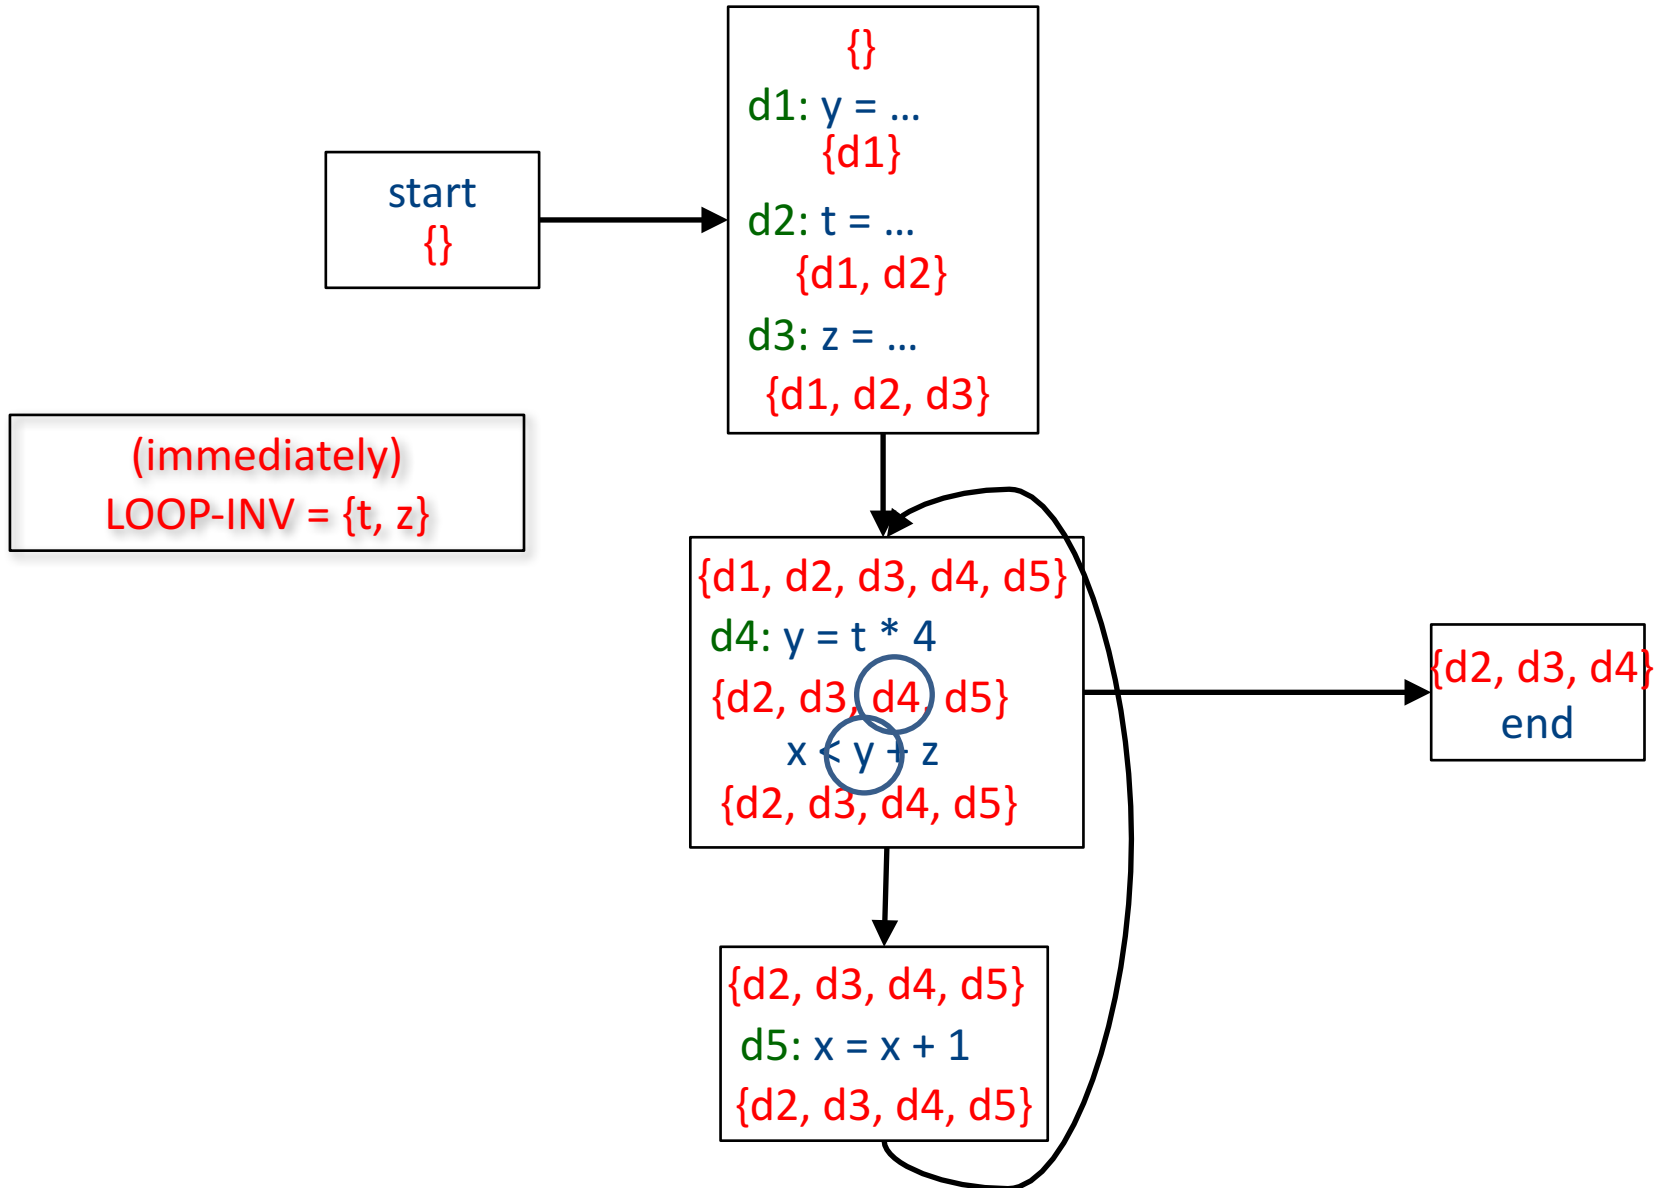 {}
d1: y = ...
{d1}
start
{}
d2: t = ...
{d1, d2}
d3: z = ...
{d1, d2, d3}
(immediately)
LOOP-INV = {t, z}
{d1, d2, d3, d4, d5}
d4: y = t * 4
{d2, d3, d4, d5}
x < y + z
{d2, d3, d4, d5}
{d2, d3, d4}
end
{d2, d3, d4, d5}
d5: x = x + 1
{d2, d3, d4, d5}